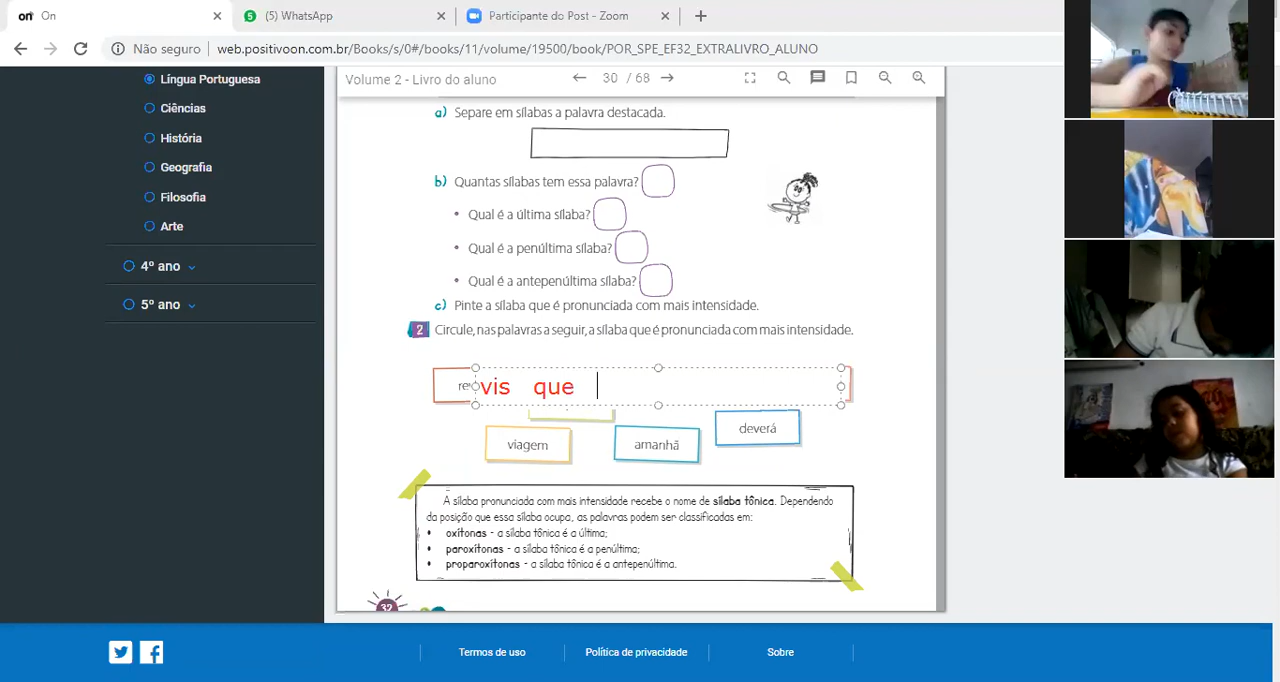 On
(5) WhatsApp
Participante do Post - Zoom
Não seguro | web.positivoon.com.br/Books/s/0#/books/11/volume/19500/book/POR_SPE_EF32_EXTRALIVRO_ALUNO
Língua Portuguesa
Ciências
História
Geografia
Filosofia
Arte
4º ano
5º ano
Volume 2 - Livro do aluno
30 / 68
a) Separe em sílabas a palavra destacada.
b) Quantas sílabas tem essa palavra?
• Qual é a última sílaba?
• Qual é a penúltima sílaba?
• Qual é a antepenúltima sílaba?
c) Pinte a sílaba que é pronunciada com mais intensidade.
2 Circule, nas palavras a seguir, a sílaba que é pronunciada com mais intensidade.
vis que
viagem
amanhã
deverá
A sílaba pronunciada com mais intensidade recebe o nome de sílaba tônica. Dependendo
da posição que essa sílaba ocupa, as palavras podem ser classificadas em:
• oxítonas - a sílaba tônica é a última;
• paroxítonas - a sílaba tônica é a penúltima;
• proparoxítonas - a sílaba tônica é a antepenúltima.
32
Termos de uso
Política de privacidade
Sobre